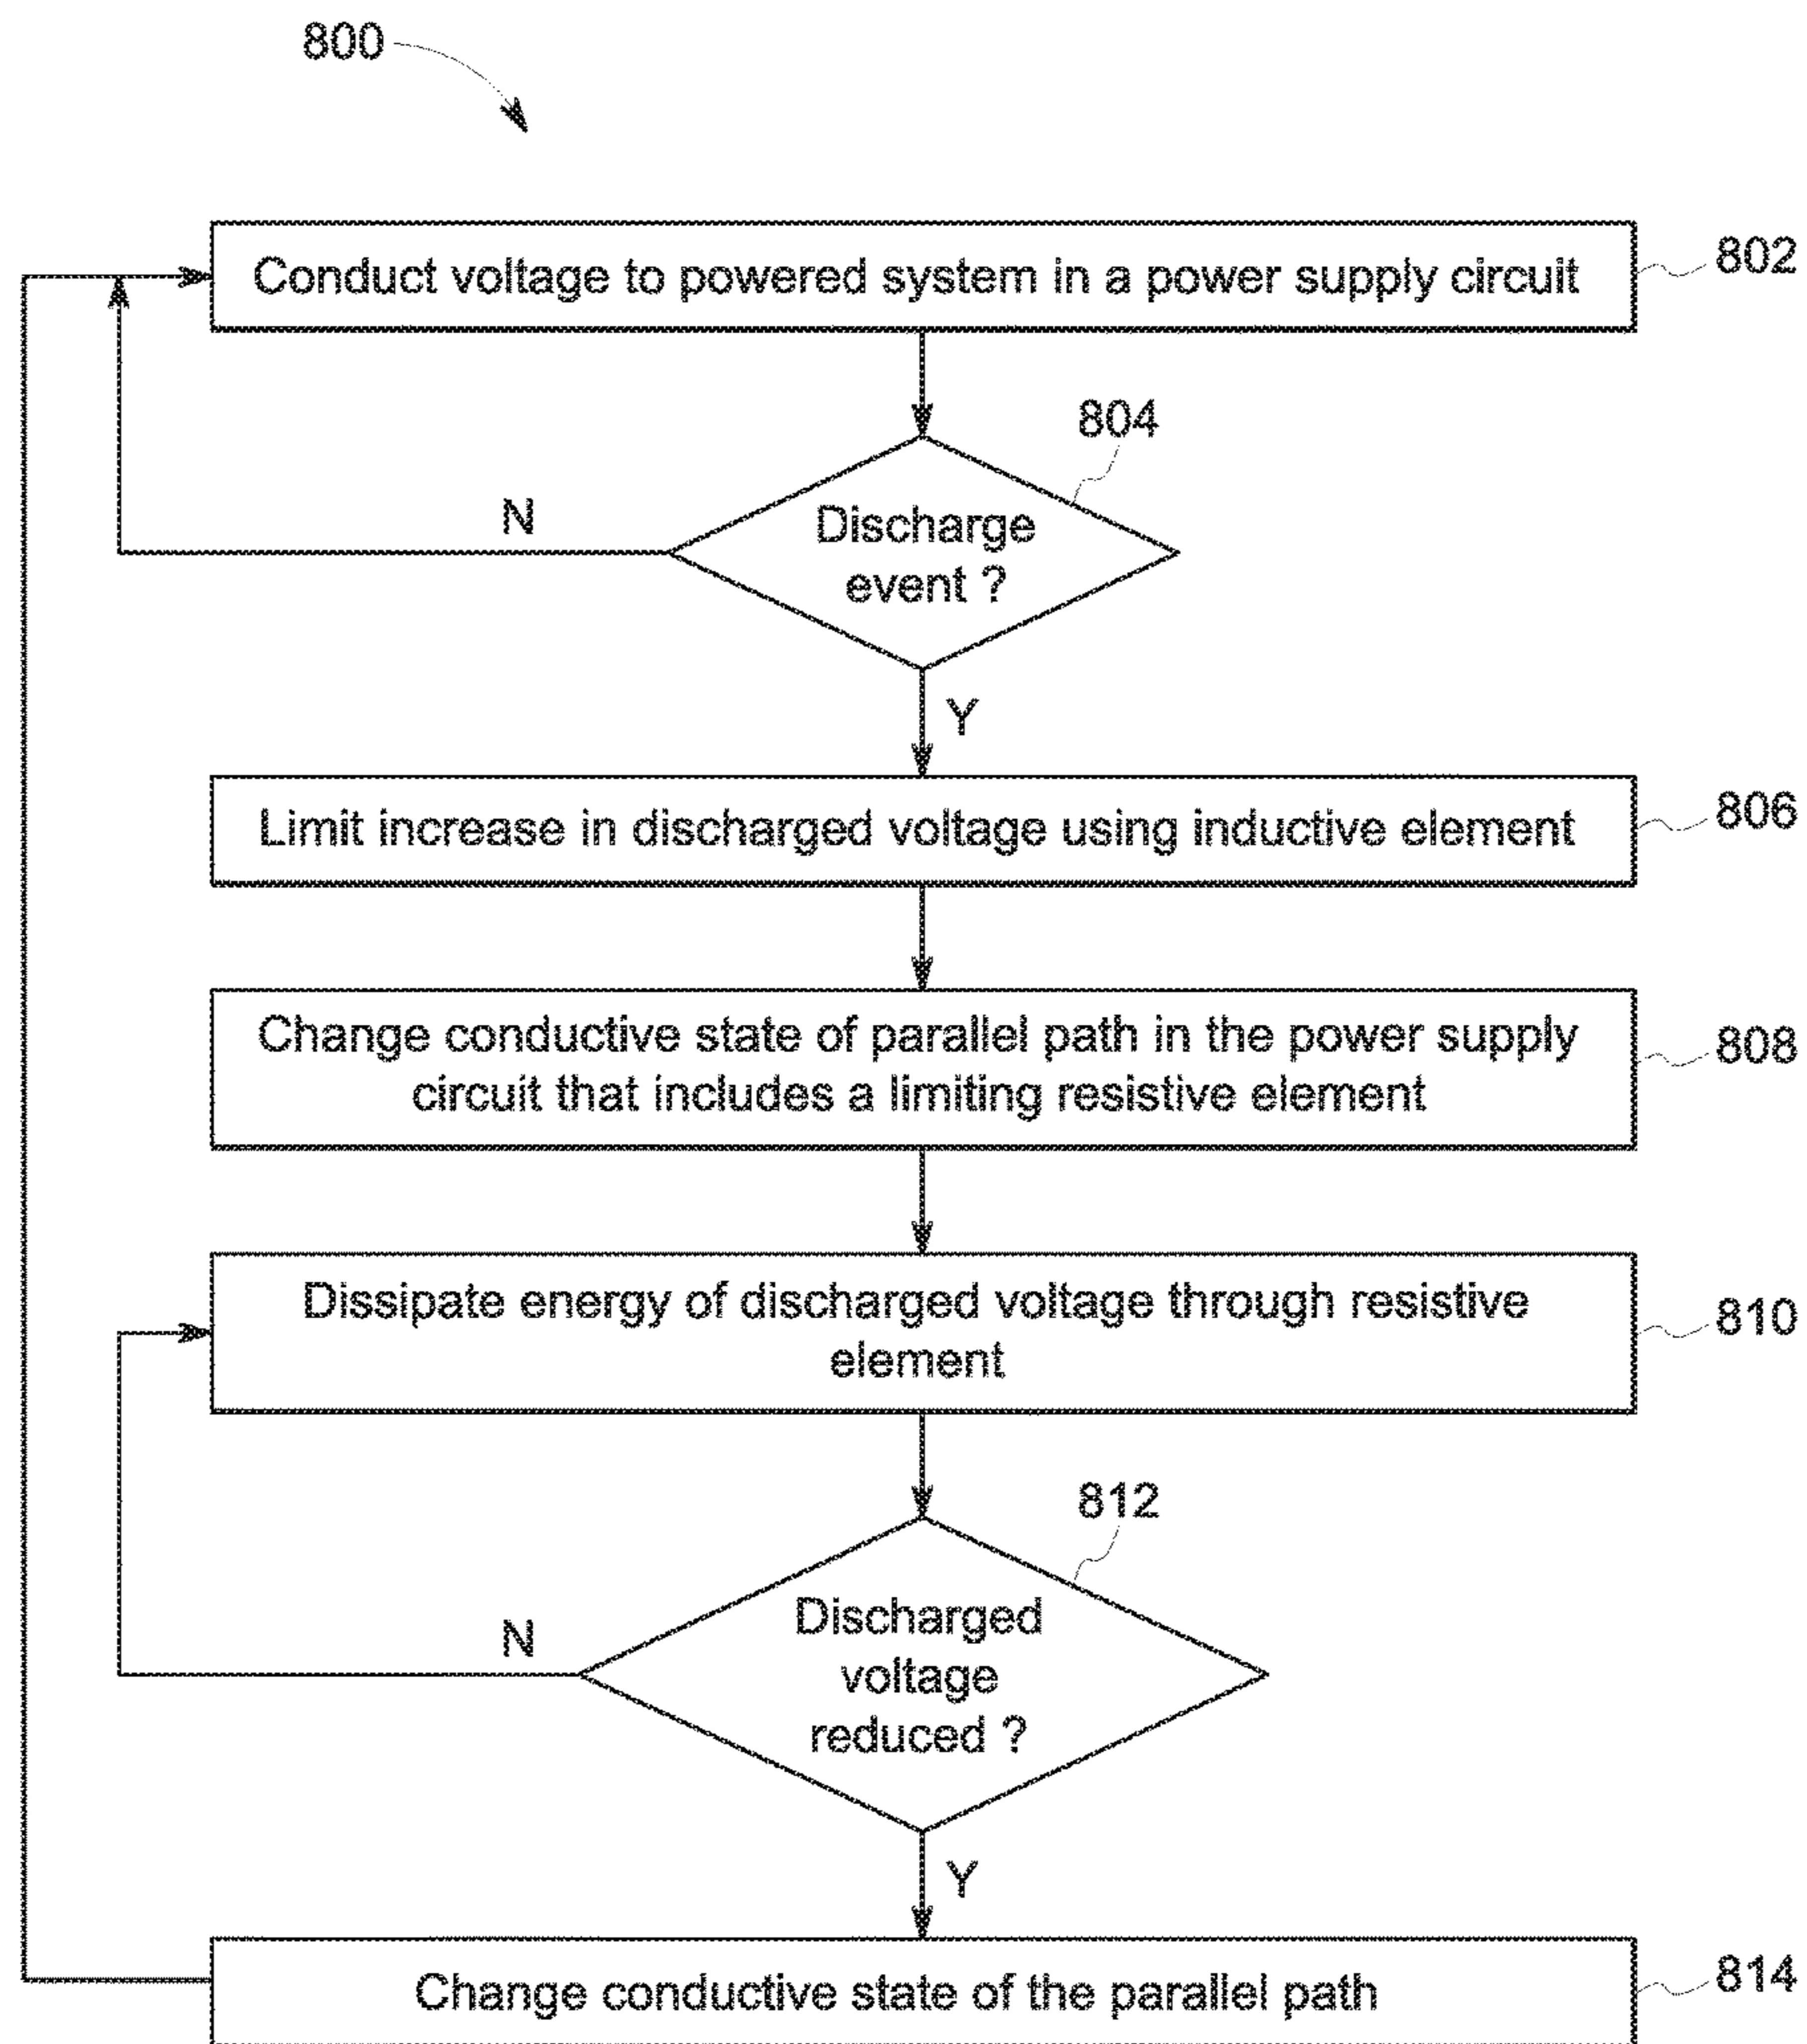 800
Conduct voltage to powered system in a power supply circuit
802
804
Discharge
event ?
N
Y
Limit increase in discharged voltage using inductive element
806
Change conductive state of parallel path in the power supply
circuit that includes a limiting resistive element
808
Dissipate energy of discharged voltage through resistive
element
810
812
Discharged
voltage
reduced ?
N
Y
Change conductive state of the parallel path
814